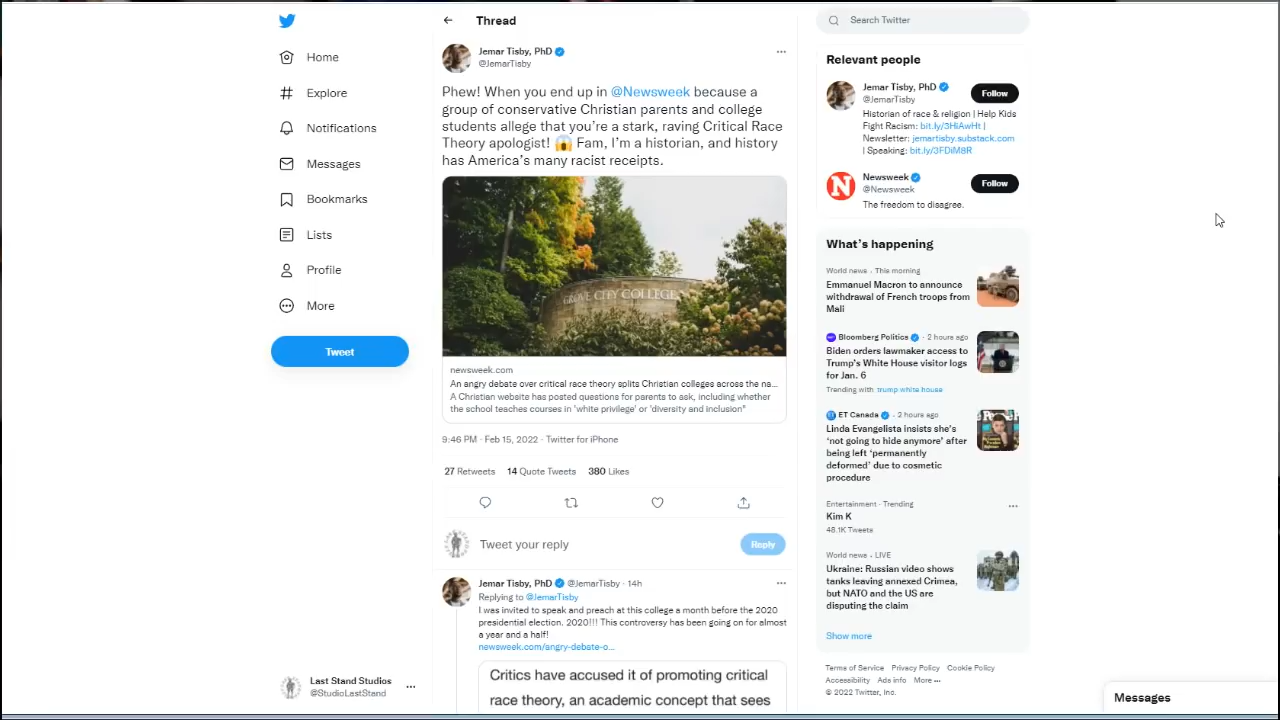 Home
Explore
Notifications
Messages
Bookmarks
Lists
Profile
More
Tweet
Last Stand Studios
@StudioLastStand
Thread
Jemar Tisby, PhD
@JemarTisby
Phew! When you end up in @Newsweek because a
group of conservative Christian parents and college
students allege that you're a stark, raving Critical Race
Theory apologist! 😱 Fam, I'm a historian, and history
has America's many racist receipts.
GROVE CITY COLLEGE
newsweek.com
An angry debate over critical race theory splits Christian colleges across the na...
A Christian website has posted questions for parents to ask, including whether
the school teaches courses in 'white privilege' or 'diversity and inclusion"
9:46 PM · Feb 15, 2022 · Twitter for iPhone
27 Retweets 14 Quote Tweets 380 Likes
Tweet your reply
Reply
Jemar Tisby, PhD @JemarTisby · 14h
Replying to @JemarTisby
I was invited to speak and preach at this college a month before the 2020
presidential election. 2020!!! This controversy has been going on for almost
a year and a half!
newsweek.com/angry-debate-o...
Critics have accused it of promoting critical
race theory, an academic concept that sees
Search Twitter
Relevant people
Jemar Tisby, PhD
@JemarTisby
Follow
Historian of race & religion | Help Kids
Fight Racism: bit.ly/3HiAwHt |
Newsletter: jemartisby.substack.com
| Speaking: bit.ly/3FDiM8R
Newsweek
@Newsweek
Follow
The freedom to disagree.
What's happening
World news · This morning
Emmanuel Macron to announce
withdrawal of French troops from
Mali
Bloomberg Politics · 2 hours ago
Biden orders lawmaker access to
Trump's White House visitor logs
for Jan. 6
Trending with trump white house
ET Canada · 2 hours ago
Linda Evangelista insists she's
'not going to hide anymore' after
being left 'permanently
deformed' due to cosmetic
procedure
Entertainment · Trending
Kim K
48.1K Tweets
World news · LIVE
Ukraine: Russian video shows
tanks leaving annexed Crimea,
but NATO and the US are
disputing the claim
Show more
Terms of Service Privacy Policy Cookie Policy
Accessibility Ads info More ...
© 2022 Twitter, Inc.
Messages